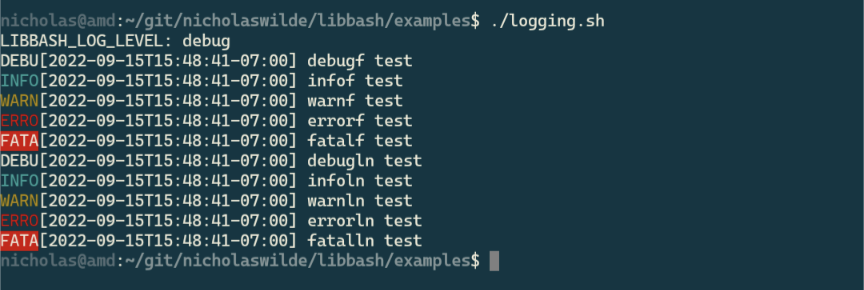 nicholas@amd:~/git/nicholaswilde/libbash/examples$ ./logging.sh
LIBBASH_LOG_LEVEL: debug
DEBU[2022-09-15T15:48:41-07:00] debugf test
INFO[2022-09-15T15:48:41-07:00] infof test
WARN[2022-09-15T15:48:41-07:00] warnf test
ERRO[2022-09-15T15:48:41-07:00] errorf test
FATA[2022-09-15T15:48:41-07:00] fatalf test
DEBU[2022-09-15T15:48:41-07:00] debugln test
INFO[2022-09-15T15:48:41-07:00] infoln test
WARN[2022-09-15T15:48:41-07:00] warnln test
ERRO[2022-09-15T15:48:41-07:00] errorln test
FATA[2022-09-15T15:48:41-07:00] fatalln test
nicholas@amd:~/git/nicholaswilde/libbash/examples$